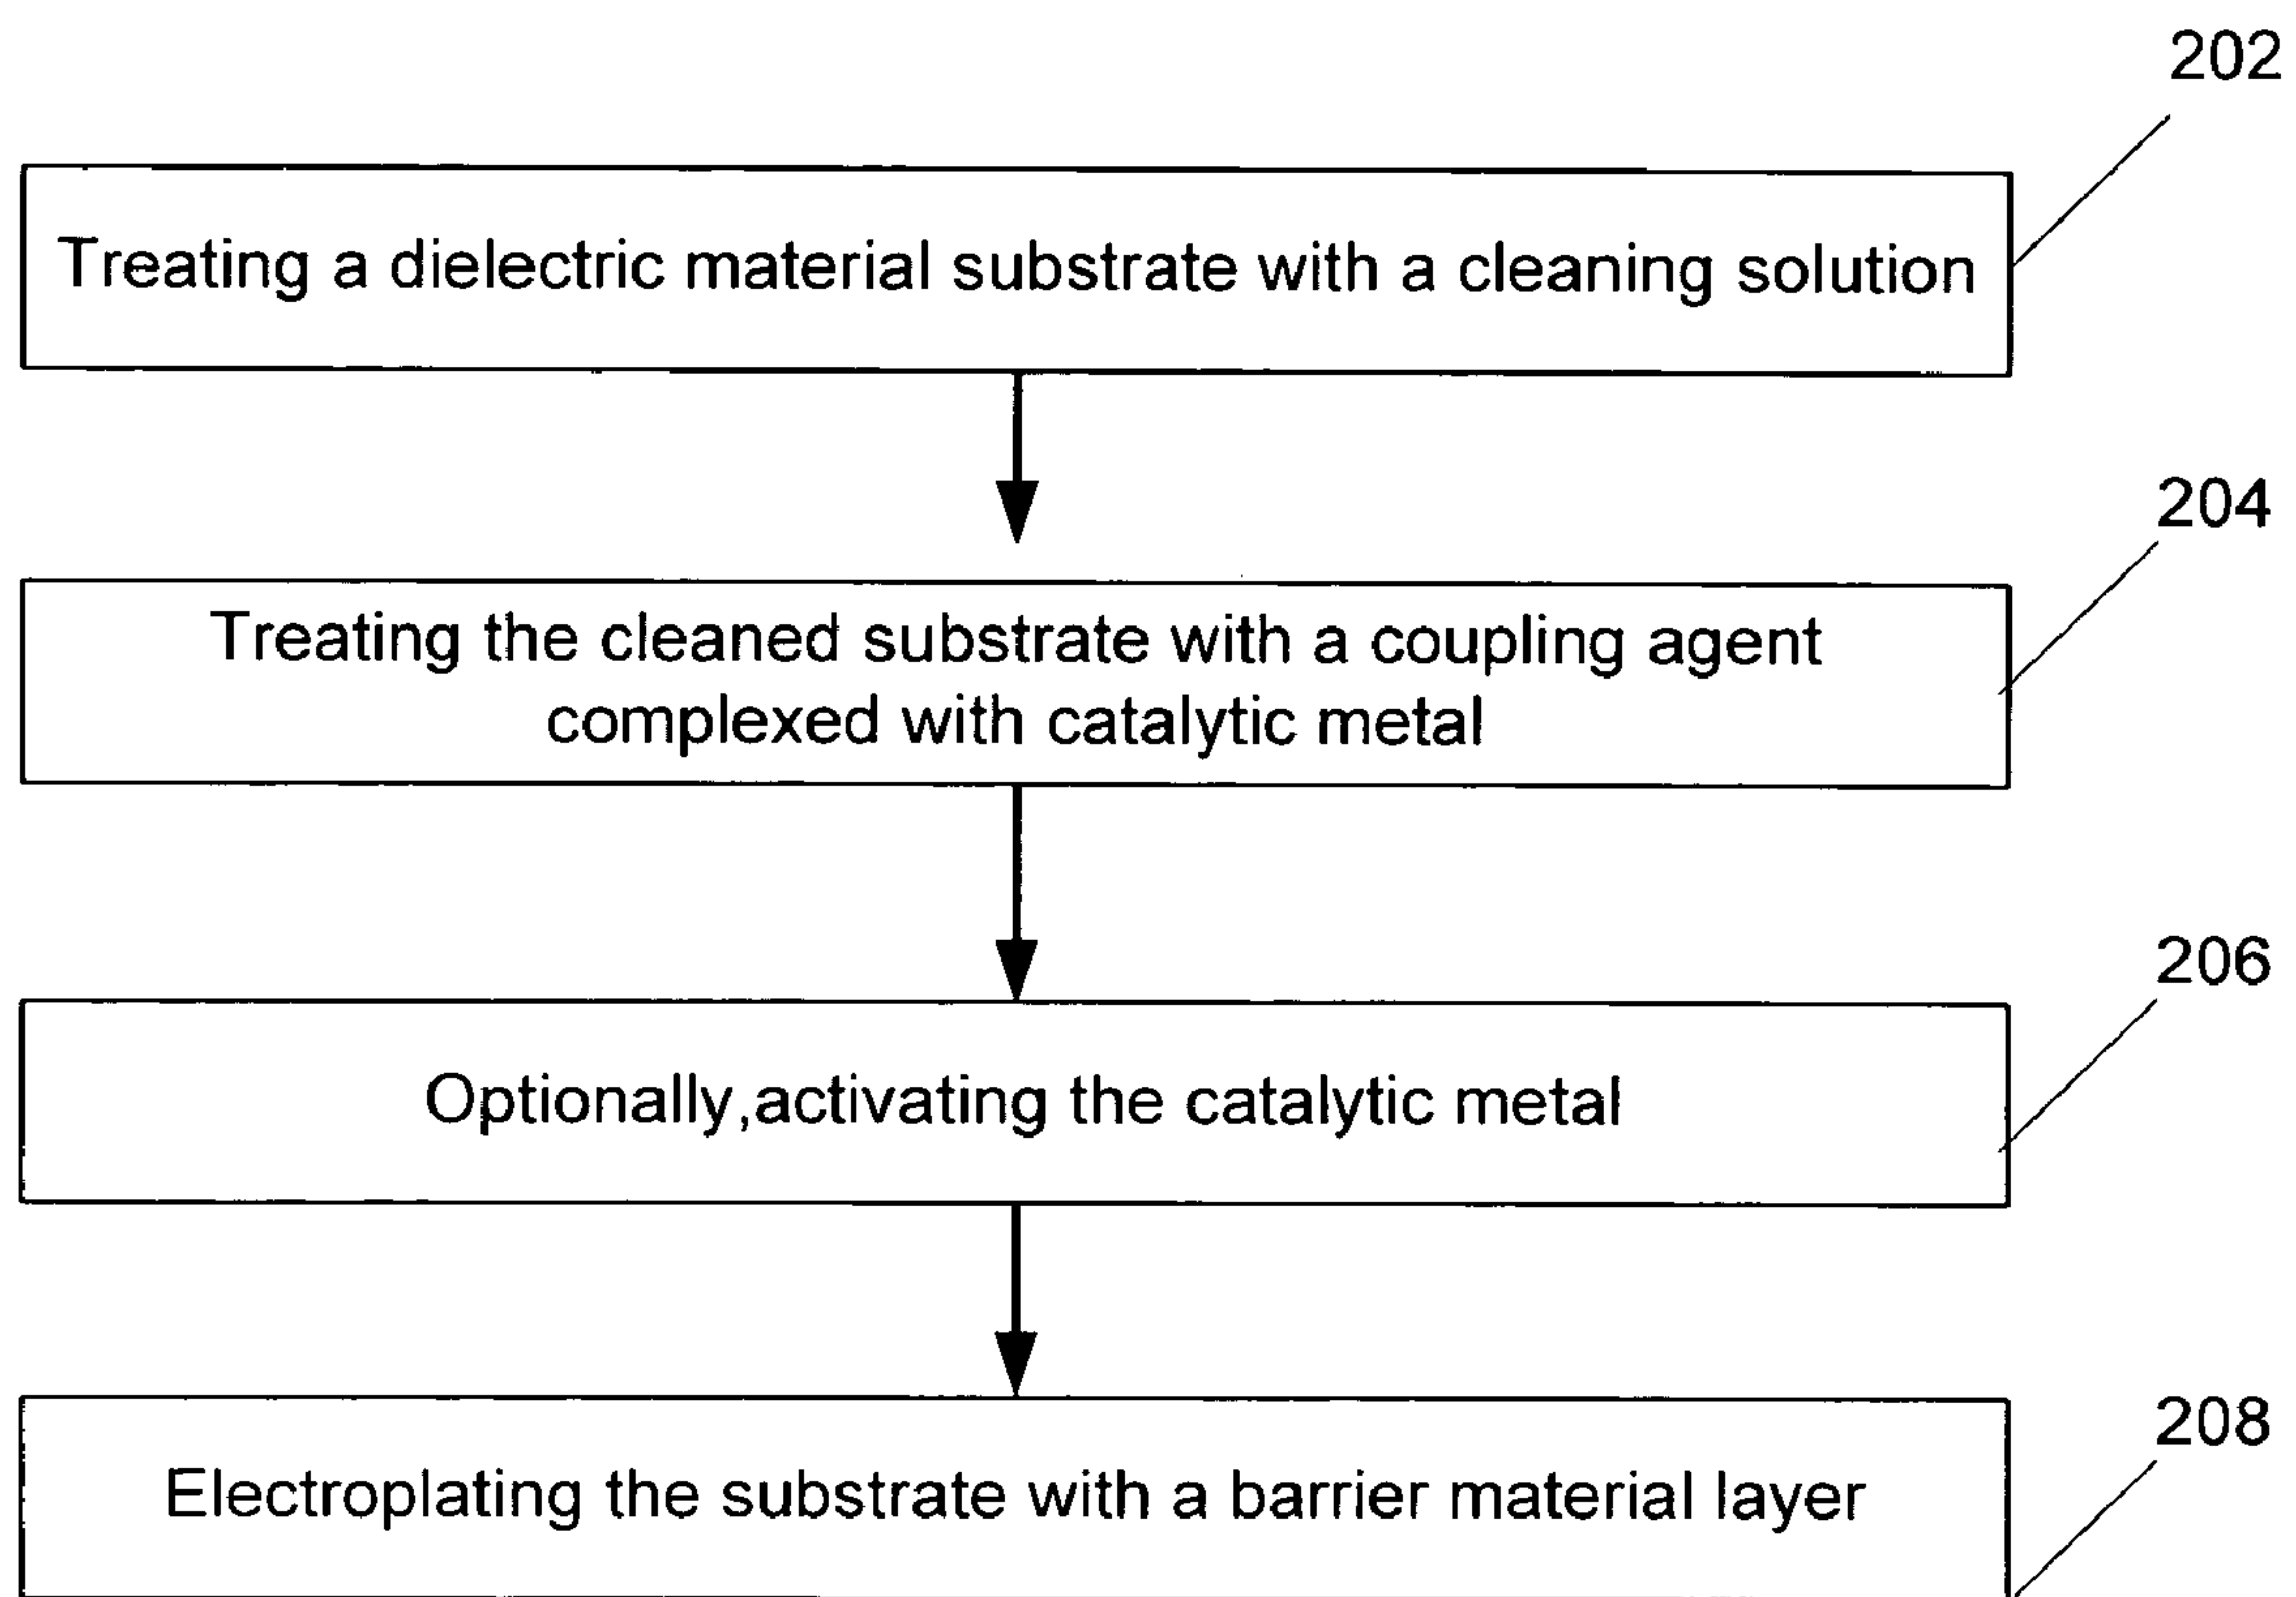 202
Treating a dielectric material substrate with a cleaning solution
204
Treating the cleaned substrate with a coupling agent
complexed with catalytic metal
206
Optionally,activating the catalytic metal
208
Electroplating the substrate with a barrier material layer